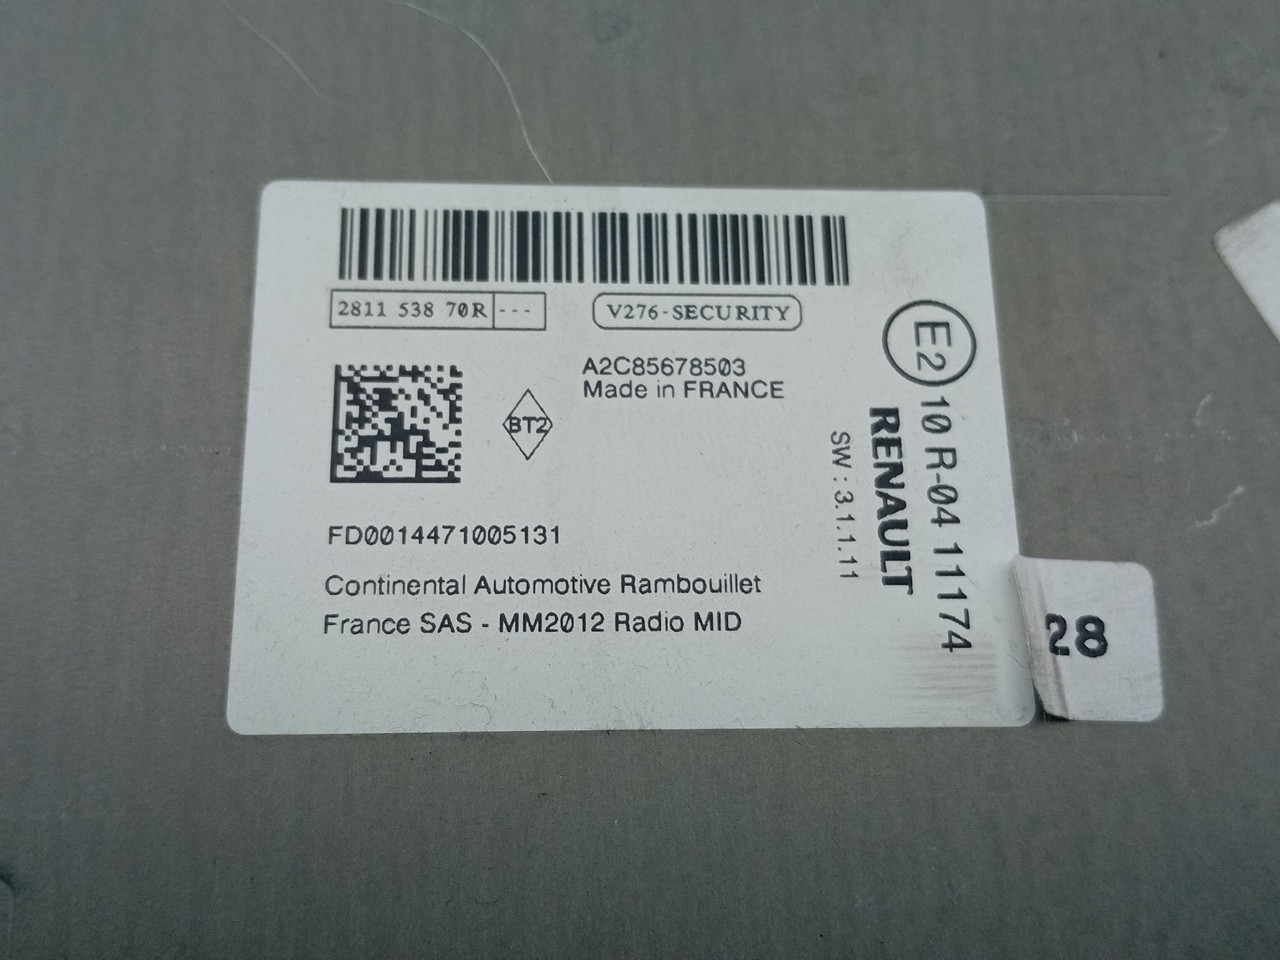 2811 538 70R ---
V276-SECURITY
A2C85678503
Made in FRANCE
BT2
FD0014471005131
Continental Automotive Rambouillet
France SAS - MM2012 Radio MID
E2 10 R-04 11174
RENAULT
SW : 3.1.1.11
28